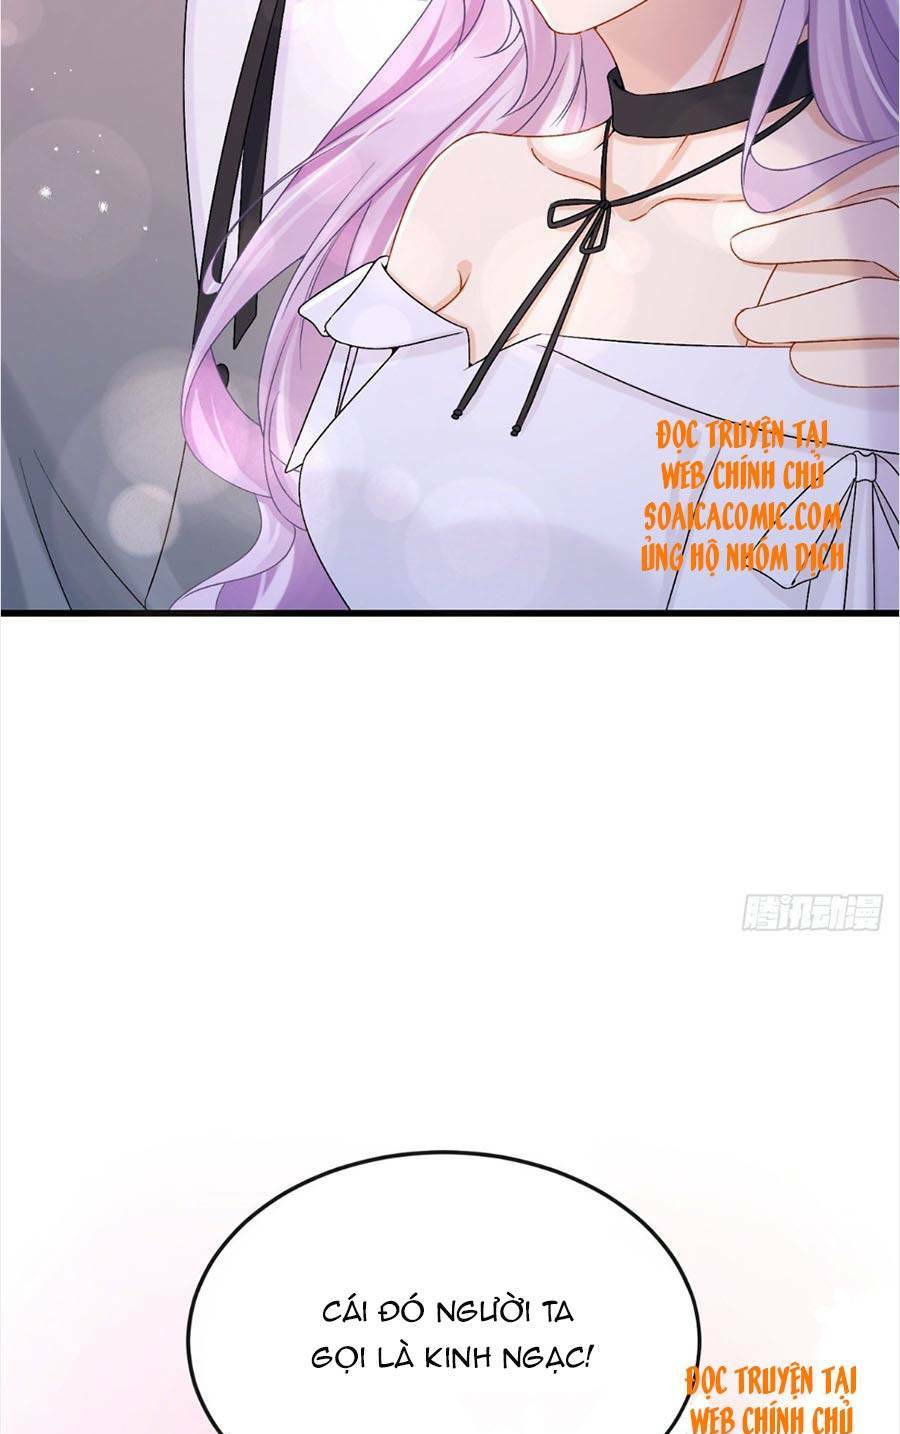 ĐỌC TRUYỆN TẠI
WEB CHÍNH CHỦ
SOAICACOMIC.COM
ỦNG HỘ NHÓM DỊCH
腾讯动漫
CÁI ĐÓ NGƯỜI TA
GỌI LÀ KINH NGẠC!
ĐỌC TRUYỆN TẠI
WEB CHÍNH CHỦ